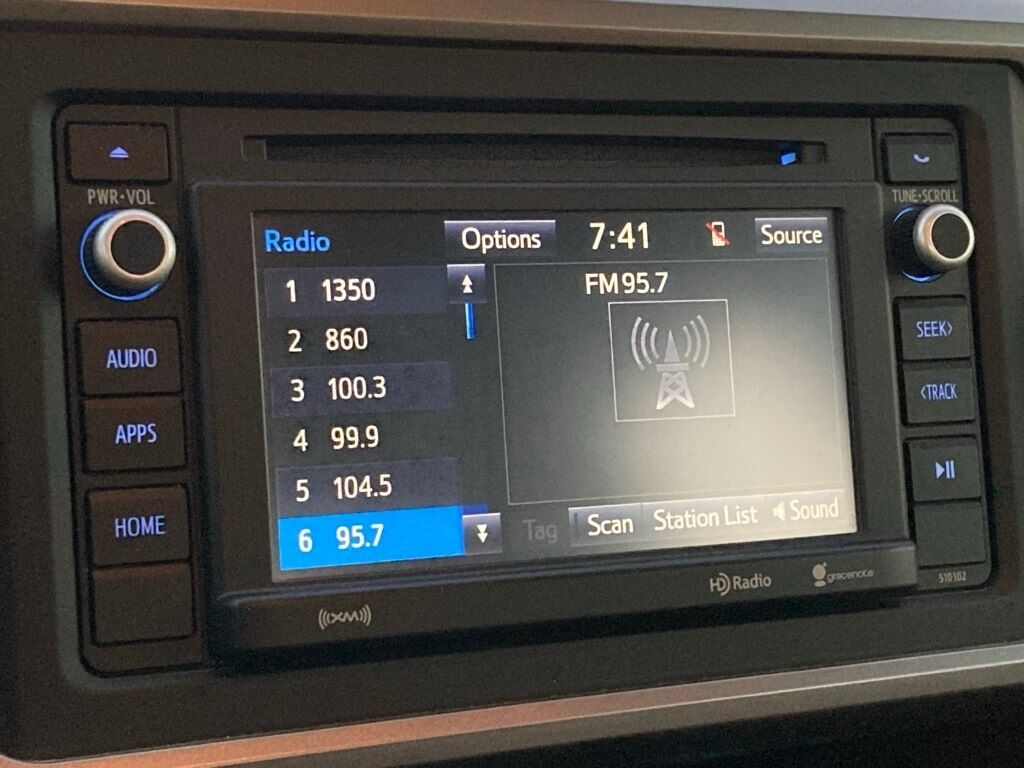 PWR•VOL
TUNE•SCROLL
Radio
Options
7:41
Source
1 1350
2 860
3 100.3
4 99.9
5 104.5
6 95.7
FM 95.7
Tag
Scan
Station List
Sound
AUDIO
APPS
HOME
SEEK>
<TRACK
((XM))
HD Radio
gracenote
510102